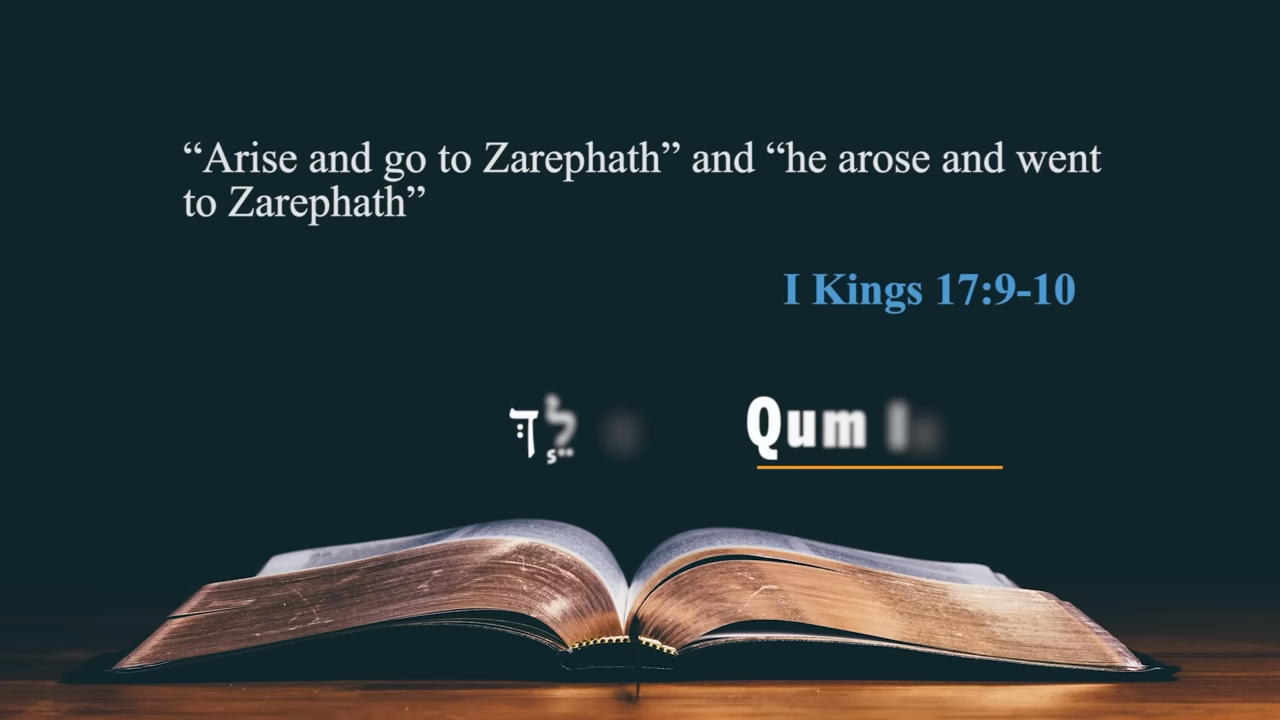 “Arise and go to Zarephath” and “he arose and went
to Zarephath”
I Kings 17:9-10
Qum